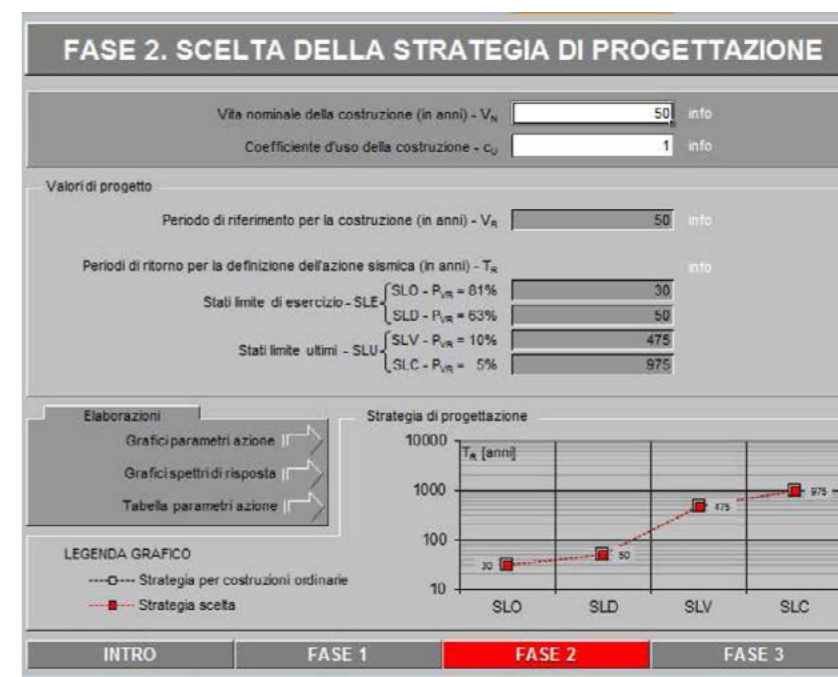 FASE 2. SCELTA DELLA STRATEGIA DI PROGETTAZIONE
Vita nominale della costruzione (in anni) - VN 50 info
Coefficiente d'uso della costruzione - cU 1 info
Valori di progetto
Periodo di riferimento per la costruzione (in anni) - VR 50 info
Periodi di ritorno per la definizione dell'azione sismica (in anni) - TR info
Stati limite di esercizio - SLE
SLO - PVR = 81% 30
SLD - PVR = 63% 50
Stati limite ultimi - SLU
SLV - PVR = 10% 475
SLC - PVR = 5% 975
Elaborazioni
Grafici parametri azione
Grafici spettri di risposta
Tabella parametri azione
Strategia di progettazione
TR [anni]
10000
1000
100
10
30
50
475
975
SLO SLD SLV SLC
LEGENDA GRAFICO
Strategia per costruzioni ordinarie
Strategia scelta
INTRO FASE 1 FASE 2 FASE 3